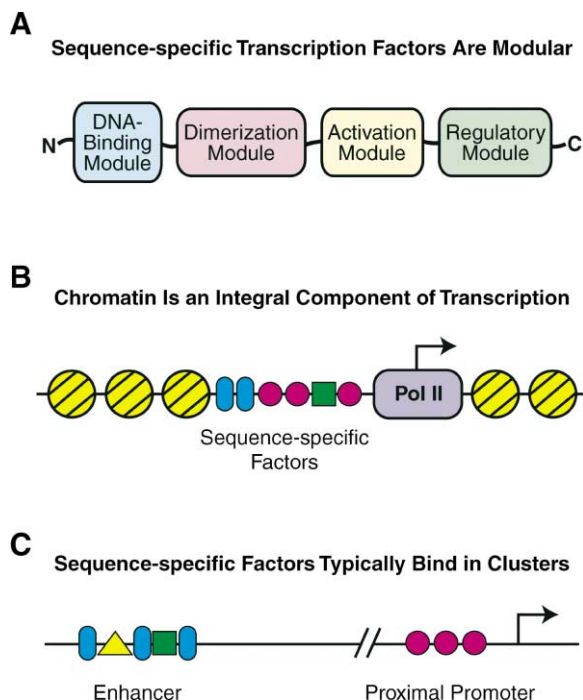 A
Sequence-specific Transcription Factors Are Modular
N
DNA-
Binding
Module
Dimerization
Module
Activation
Module
Regulatory
Module
C
B
Chromatin Is an Integral Component of Transcription
Pol II
Sequence-specific
Factors
C
Sequence-specific Factors Typically Bind in Clusters
Enhancer
Proximal Promoter